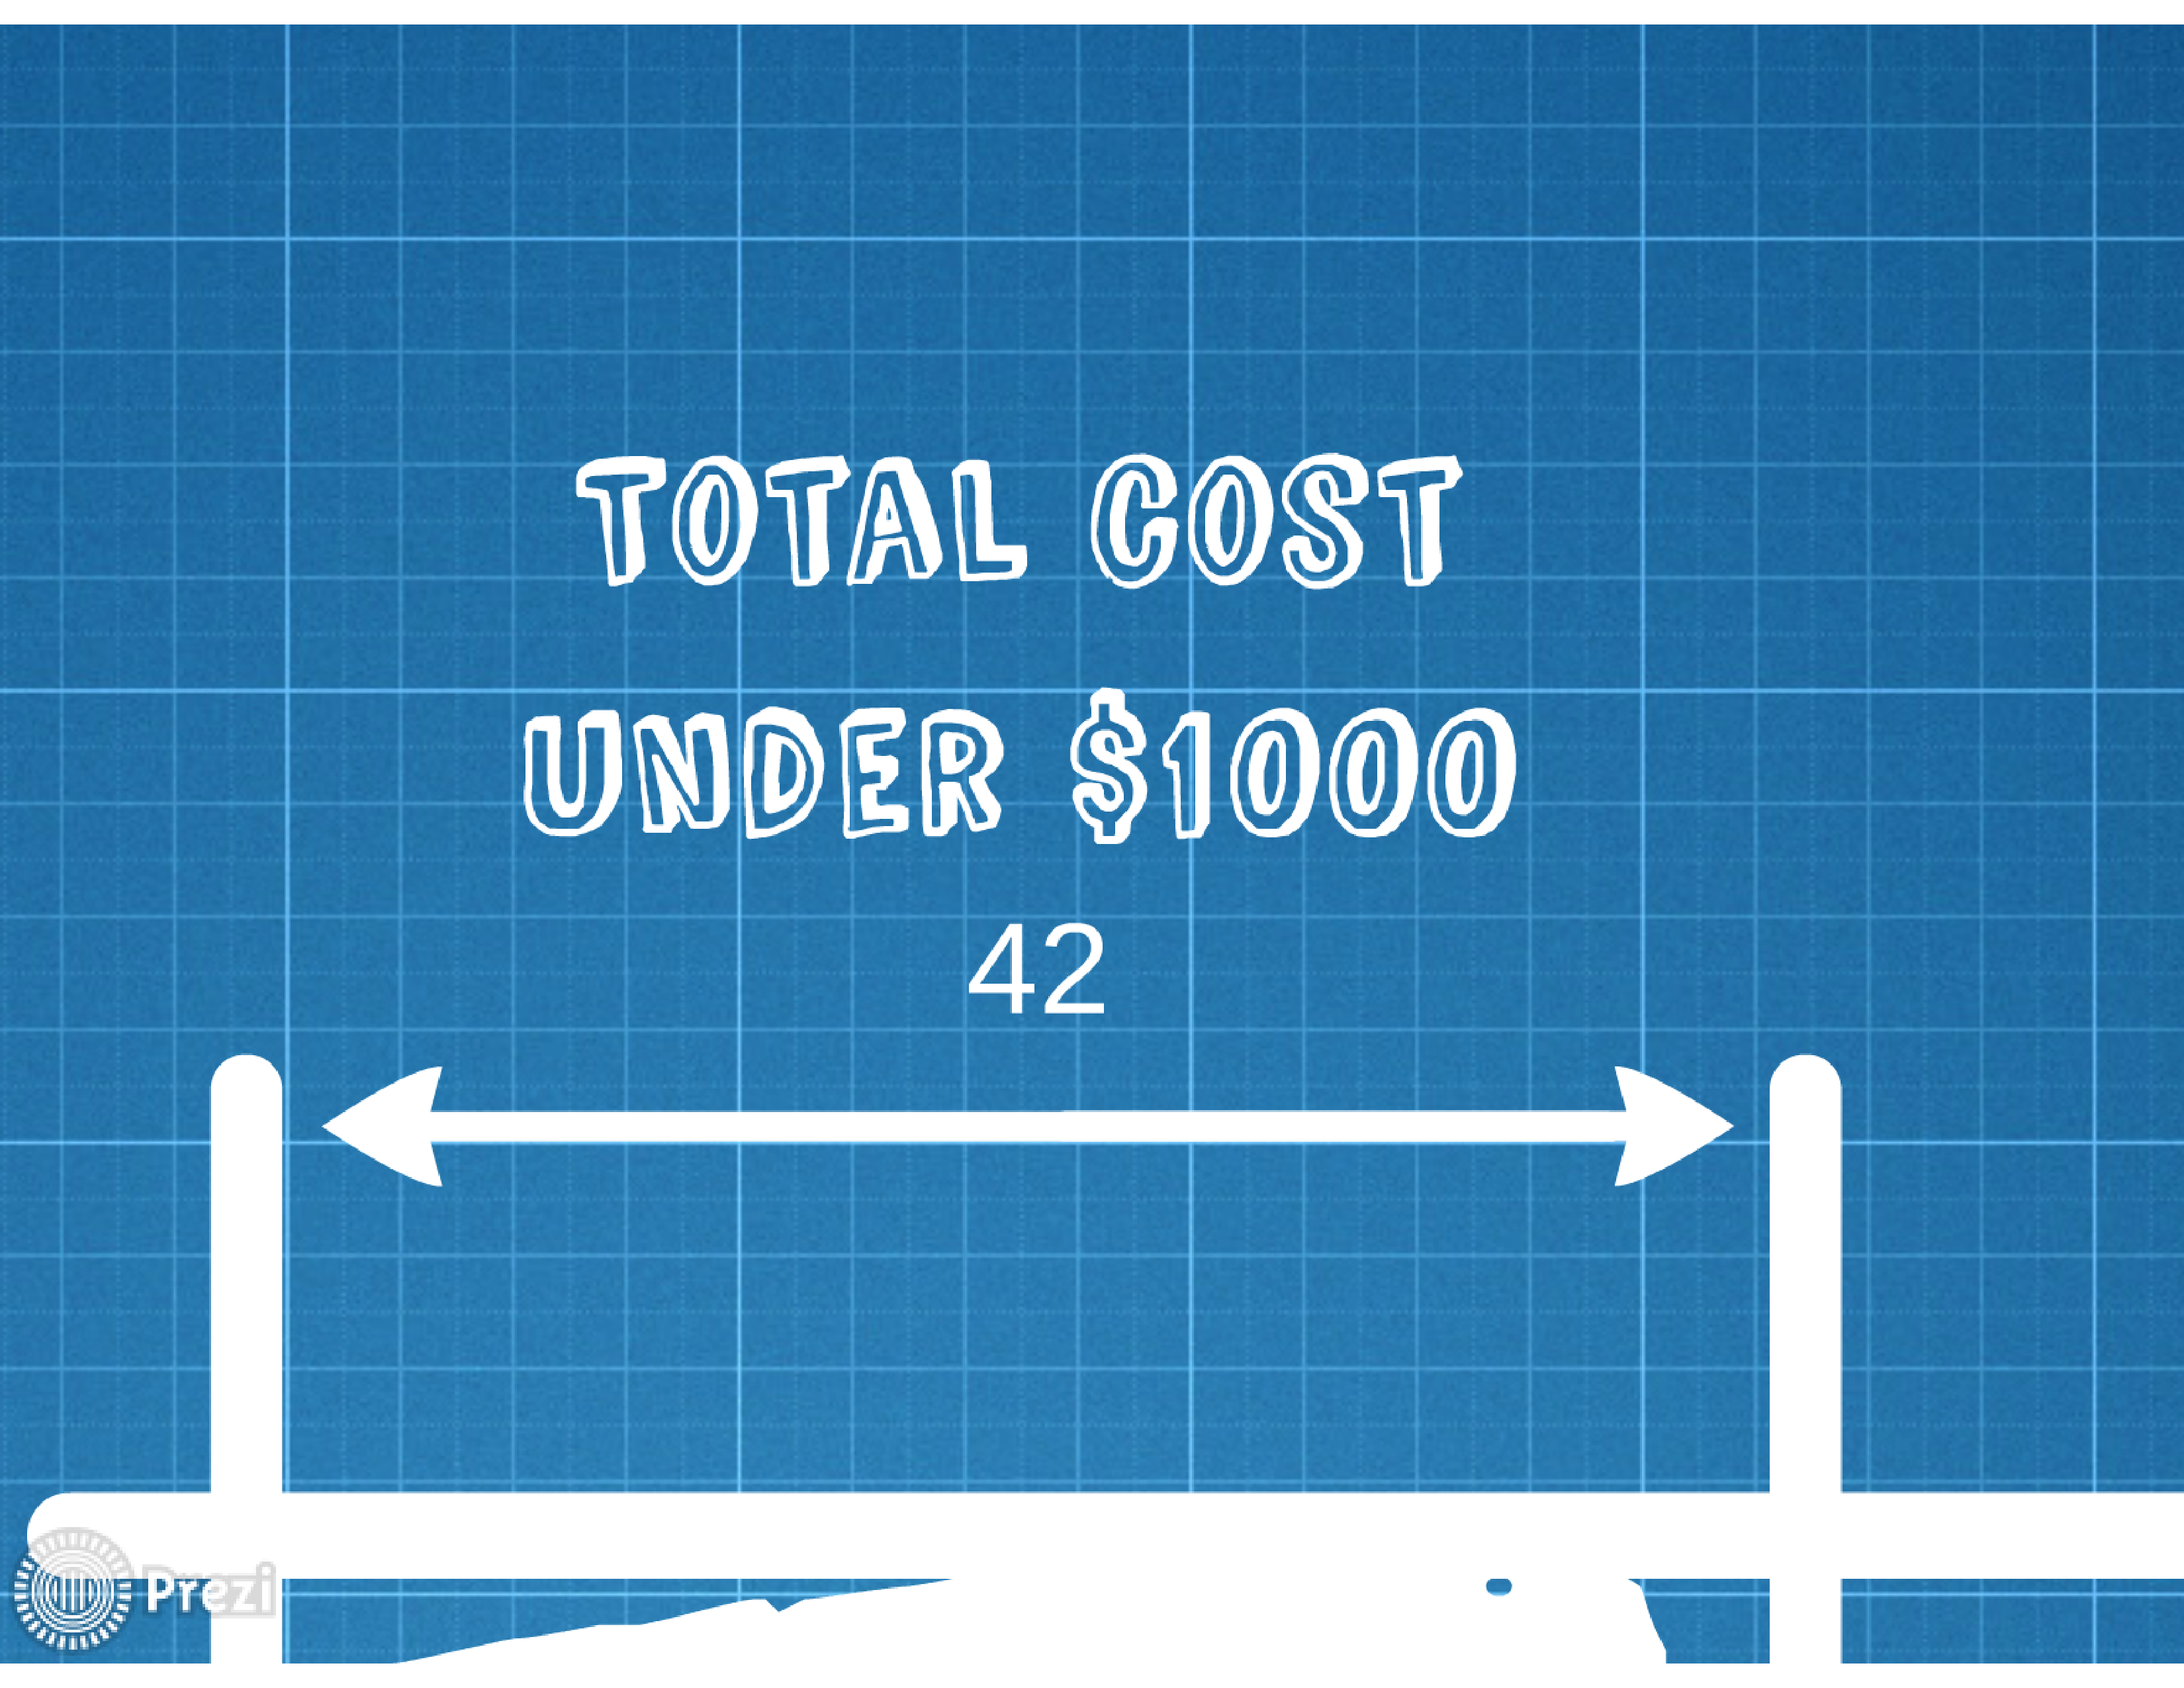 TOTAL COST
UNDER $1000
42
Prezi